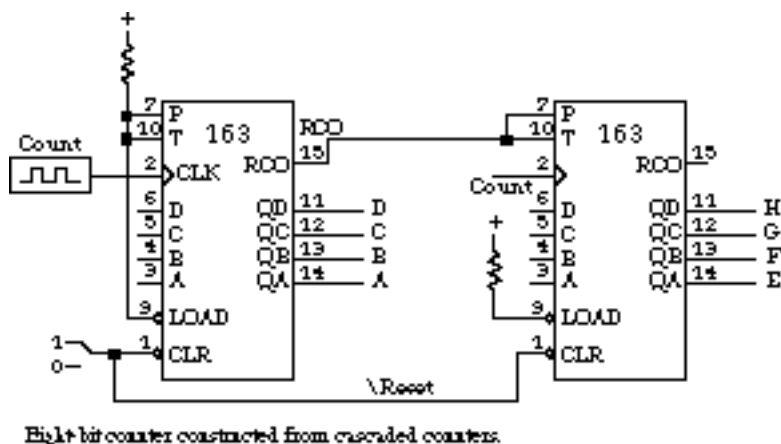 + +
7 P 7 P
10 T 163 RCO 10 T 163
Count 15 RCO 15
2 CLK RCO 2
Count
6 D QD 11 D 6 D QD 11 H
5 C QC 12 C 5 C QC 12 G
4 B QB 13 B 4 B QB 13 F
3 A QA 14 A 3 A QA 14 E
9 LOAD 9 LOAD
1 1 CLR 1 CLR
0
\Reset
Eight bit counter constructed from cascaded counters.